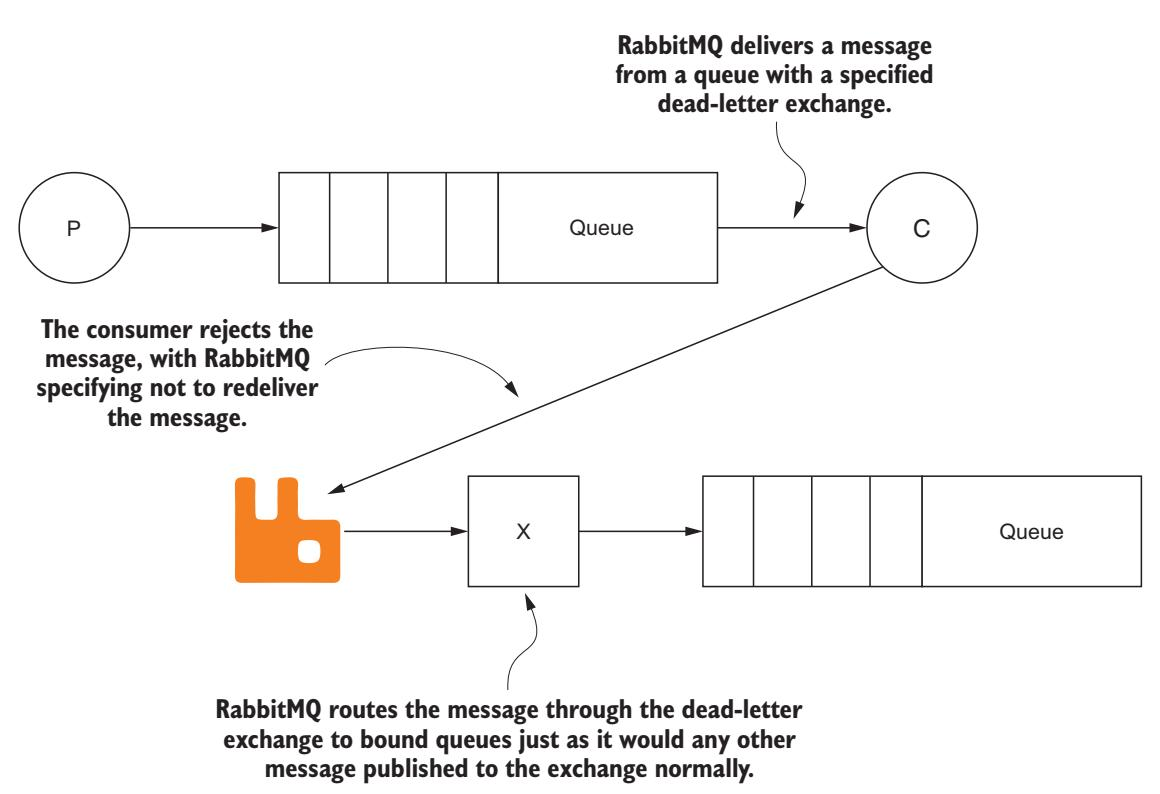 RabbitMQ delivers a message
from a queue with a specified
dead-letter exchange.
P
Queue
C
The consumer rejects the
message, with RabbitMQ
specifying not to redeliver
the message.
X
Queue
RabbitMQ routes the message through the dead-letter
exchange to bound queues just as it would any other
message published to the exchange normally.